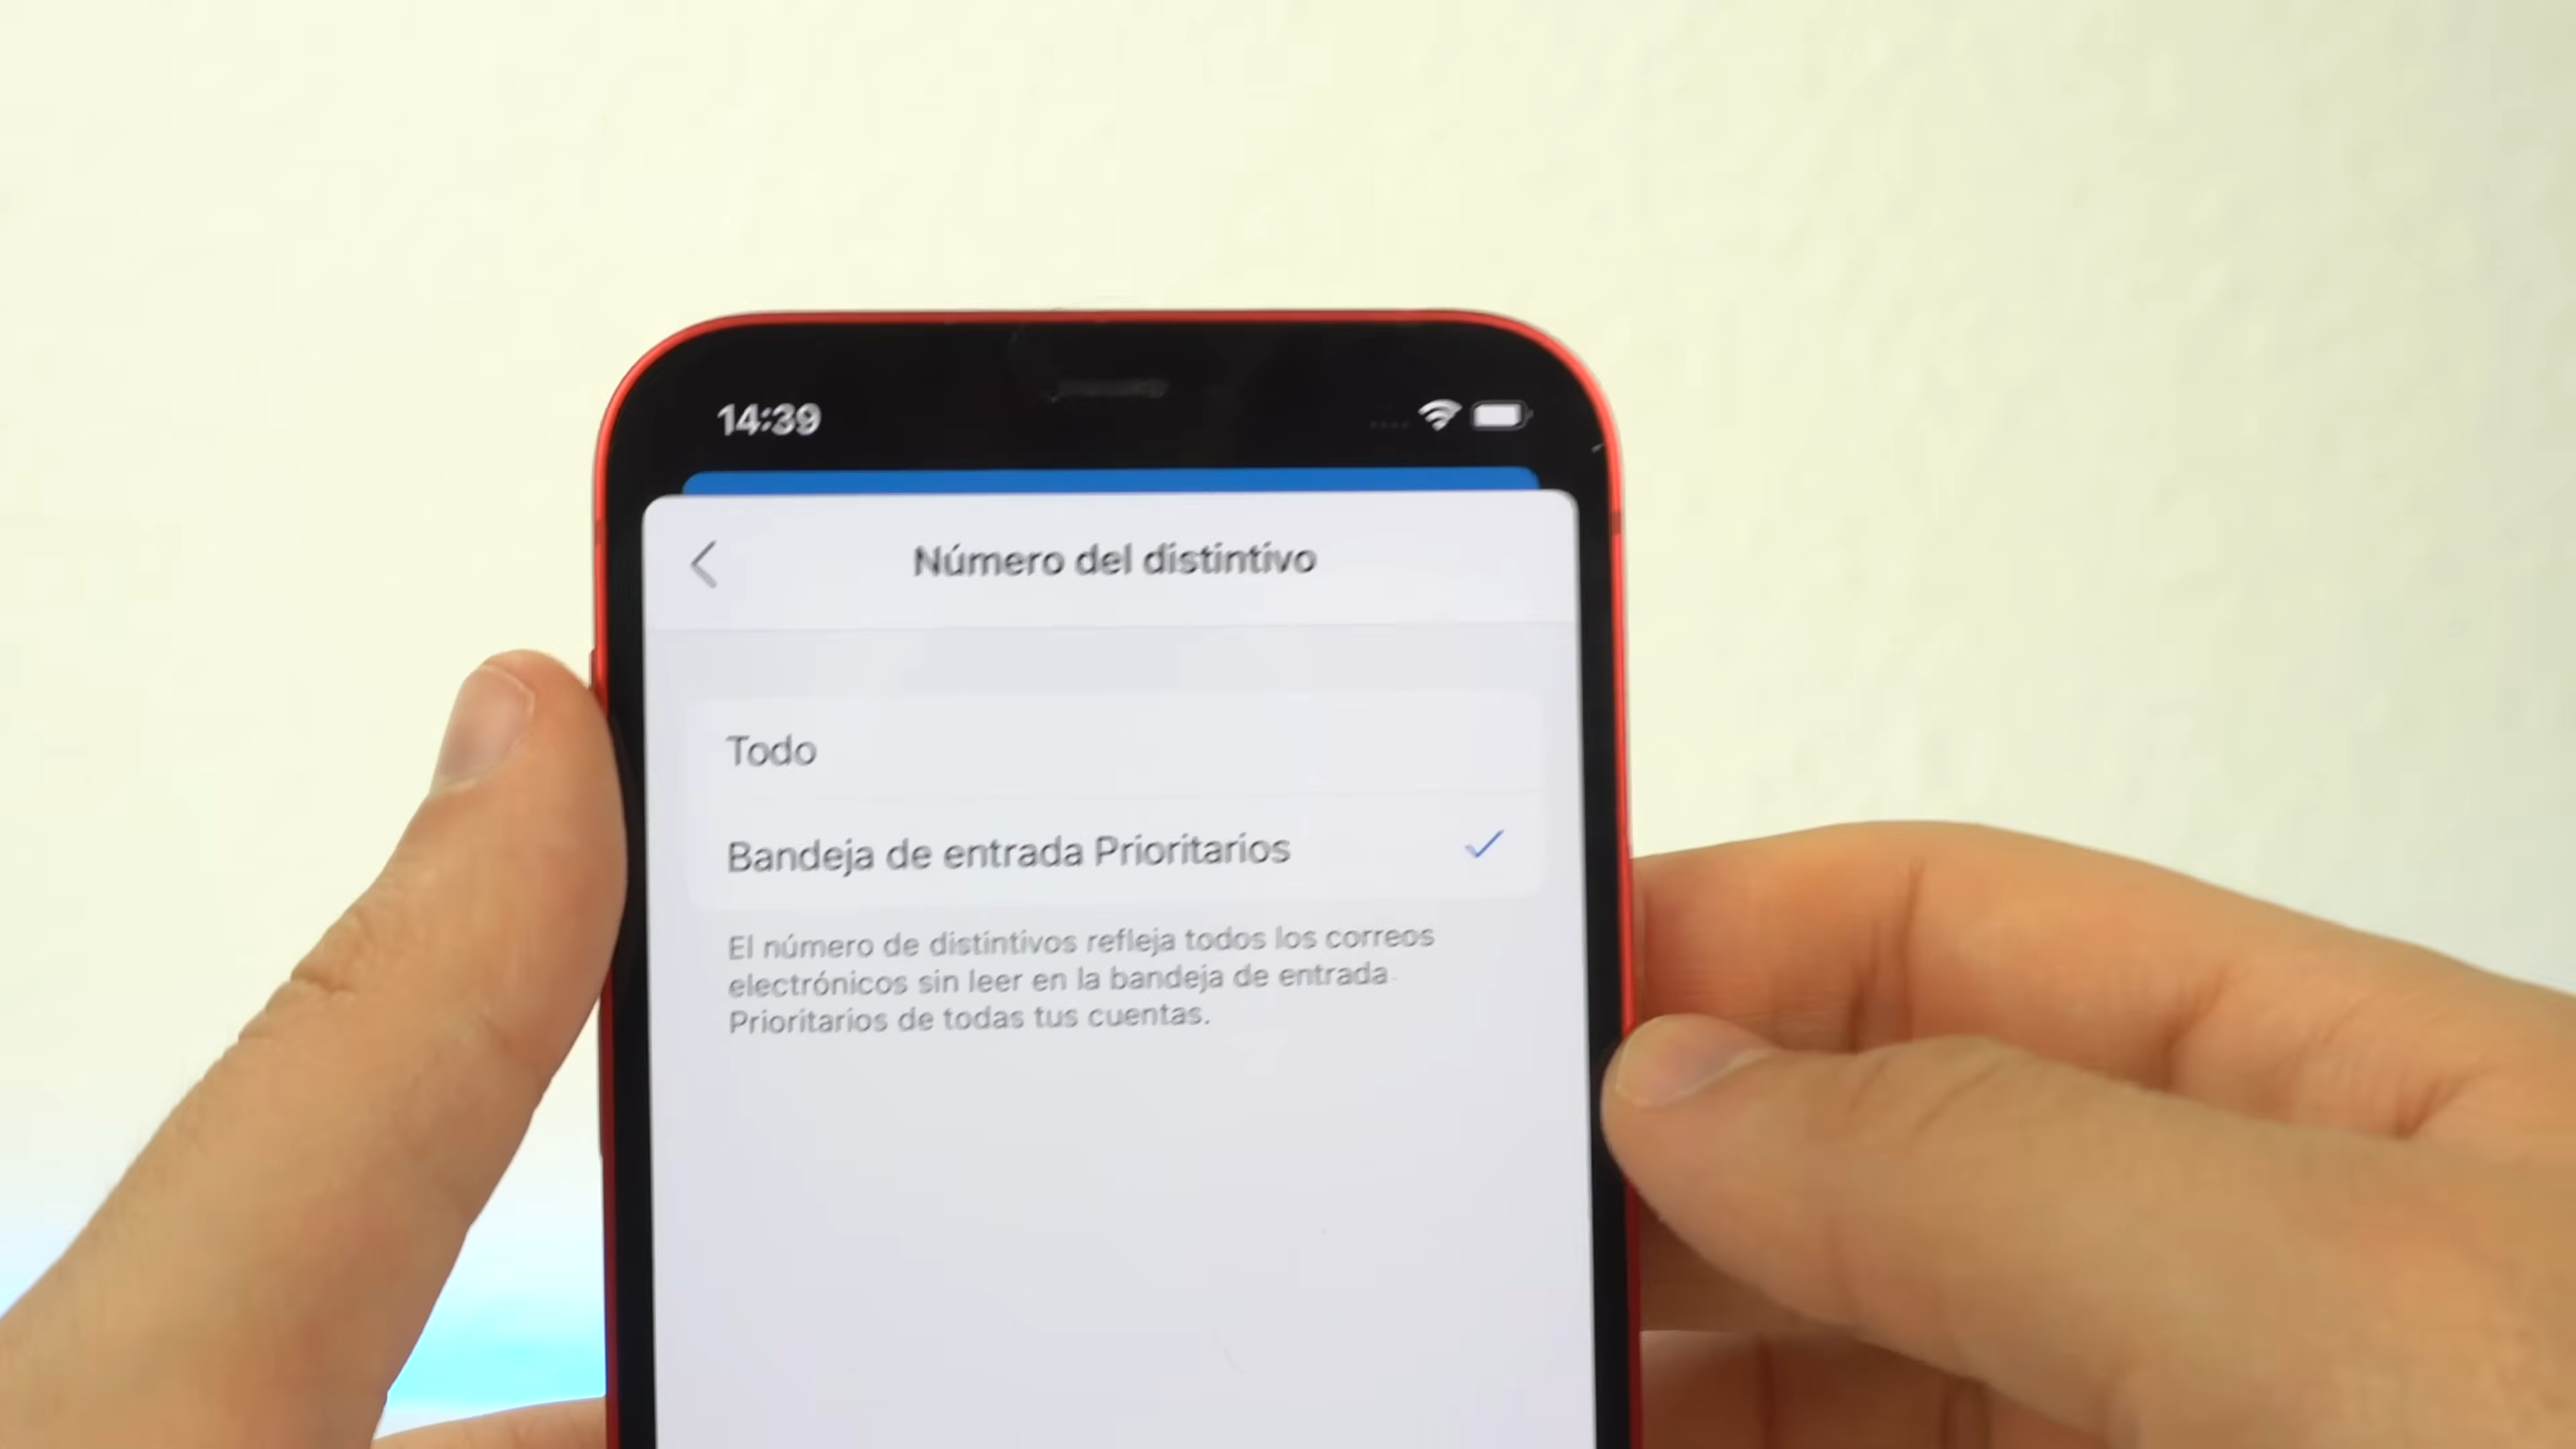 14:39
Número del distintivo
Todo
Bandeja de entrada Prioritarios
El número de distintivos refleja todos los correos
electrónicos sin leer en la bandeja de entrada
Prioritarios de todas tus cuentas.